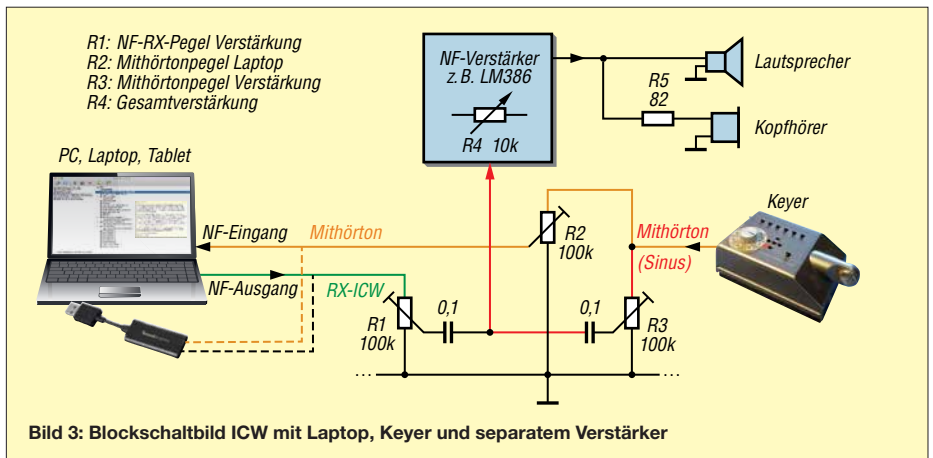 R1: NF-RX-Pegel Verstärkung
R2: Mithörtonpegel Laptop
R3: Mithörtonpegel Verstärkung
R4: Gesamtverstärkung
NF-Verstärker
z.B. LM386
R4 10k
Lautsprecher
R5
82
Kopfhörer
PC, Laptop, Tablet
Keyer
NF-Eingang
Mithörton
R2
100k
Mithörton
(Sinus)
NF-Ausgang
RX-ICW
R1
100k
0,1
0,1
R3
100k
...
...
Bild 3: Blockschaltbild ICW mit Laptop, Keyer und separatem Verstärker